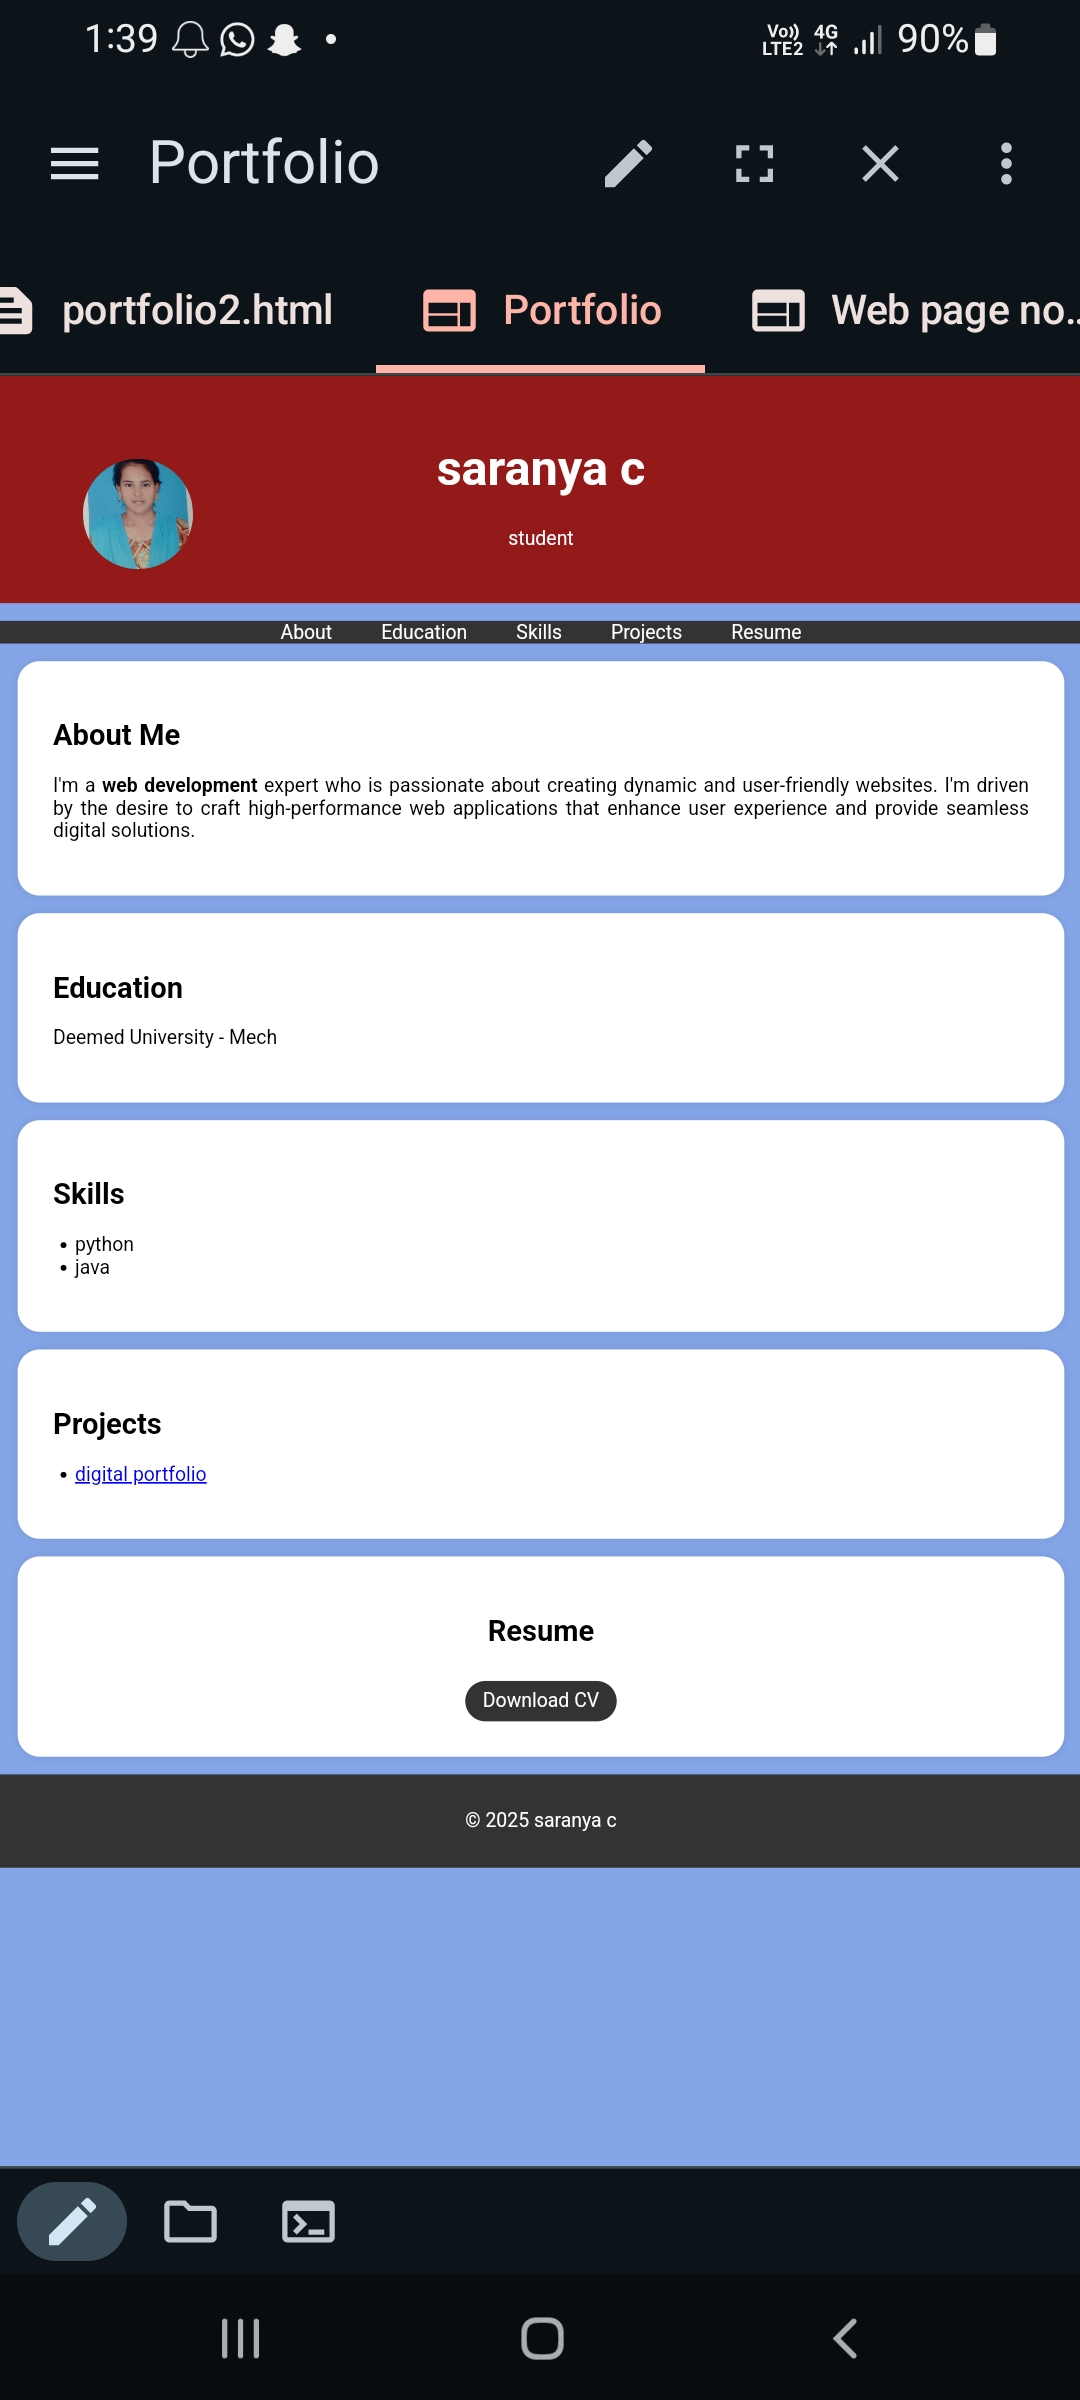 1:39
Vo)) LTE2 4G 90%
Portfolio
portfolio2.html Portfolio Web page no...
saranya c
student
About Education Skills Projects Resume
About Me
I'm a web development expert who is passionate about creating dynamic and user-friendly websites. I'm driven
by the desire to craft high-performance web applications that enhance user experience and provide seamless
digital solutions.
Education
Deemed University - Mech
Skills
• python
• java
Projects
• digital portfolio
Resume
Download CV
© 2025 saranya c